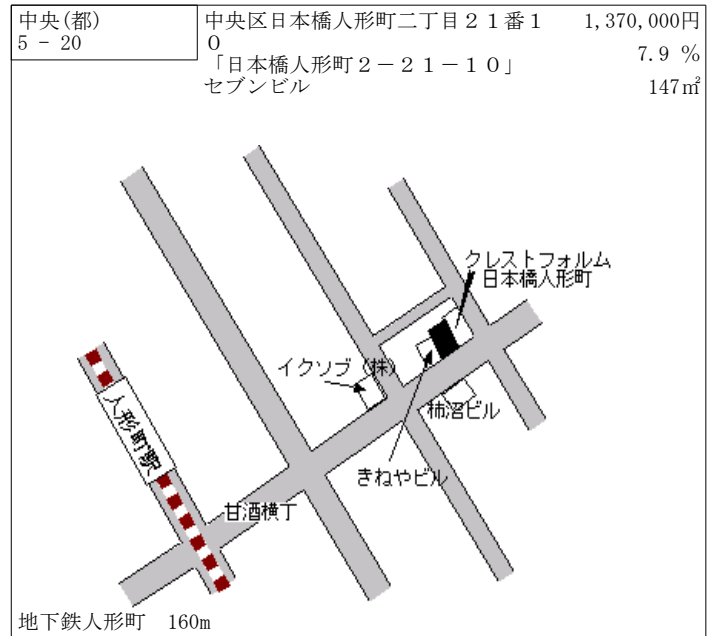 中央(都)
5 - 20
中央区日本橋人形町二丁目２１番１
０
「日本橋人形町２－２１－１０」
セブンビル
1,370,000円
7.9 %
147㎡
クレストフォルム
日本橋人形町
イクソブ（株）
人形町駅
柿沼ビル
きねやビル
甘酒横丁
地下鉄人形町　160m